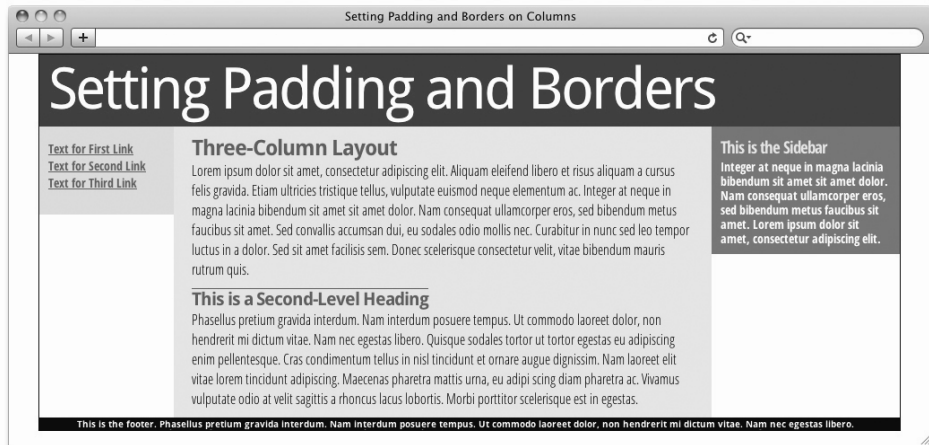 Setting Padding and Borders on Columns
Setting Padding and Borders
Text for First Link
Text for Second Link
Text for Third Link
Three-Column Layout
Lorem ipsum dolor sit amet, consectetur adipiscing elit. Aliquam eleifend libero et risus aliquam a cursus
felis gravida. Etiam ultricies tristique tellus, vulputate euismod neque elementum ac. Integer at neque in
magna lacinia bibendum sit amet sit amet dolor. Nam consequat ullamcorper eros, sed bibendum metus
faucibus sit amet. Sed convallis accumsan dui, eu sodales odio mollis nec. Curabitur in nunc sed leo tempor
luctus in a dolor. Sed sit amet facilisis sem. Donec scelerisque consectetur velit, vitae bibendum mauris
rutrum quis.
This is a Second-Level Heading
Phasellus pretium gravida interdum. Nam interdum posuere tempus. Ut commodo laoreet dolor, non
hendrerit mi dictum vitae. Nam nec egestas libero. Quisque sodales tortor ut tortor egestas eu adipiscing
enim pellentesque. Cras condimentum tellus in nisl tincidunt et ornare augue dignissim. Nam laoreet elit
vitae lorem tincidunt adipiscing. Maecenas pharetra mattis urna, eu adipi scing diam pharetra ac. Vivamus
vulputate odio at velit sagittis a rhoncus lacus lobortis. Morbi porttitor scelerisque est in egestas.
This is the Sidebar
Integer at neque in magna lacinia
bibendum sit amet sit amet dolor.
Nam consequat ullamcorper eros,
sed bibendum metus faucibus sit
amet. Lorem ipsum dolor sit
amet, consectetur adipiscing elit.
This is the footer. Phasellus pretium gravida interdum. Nam interdum posuere tempus. Ut commodo laoreet dolor, non hendrerit mi dictum vitae. Nam nec egestas libero.